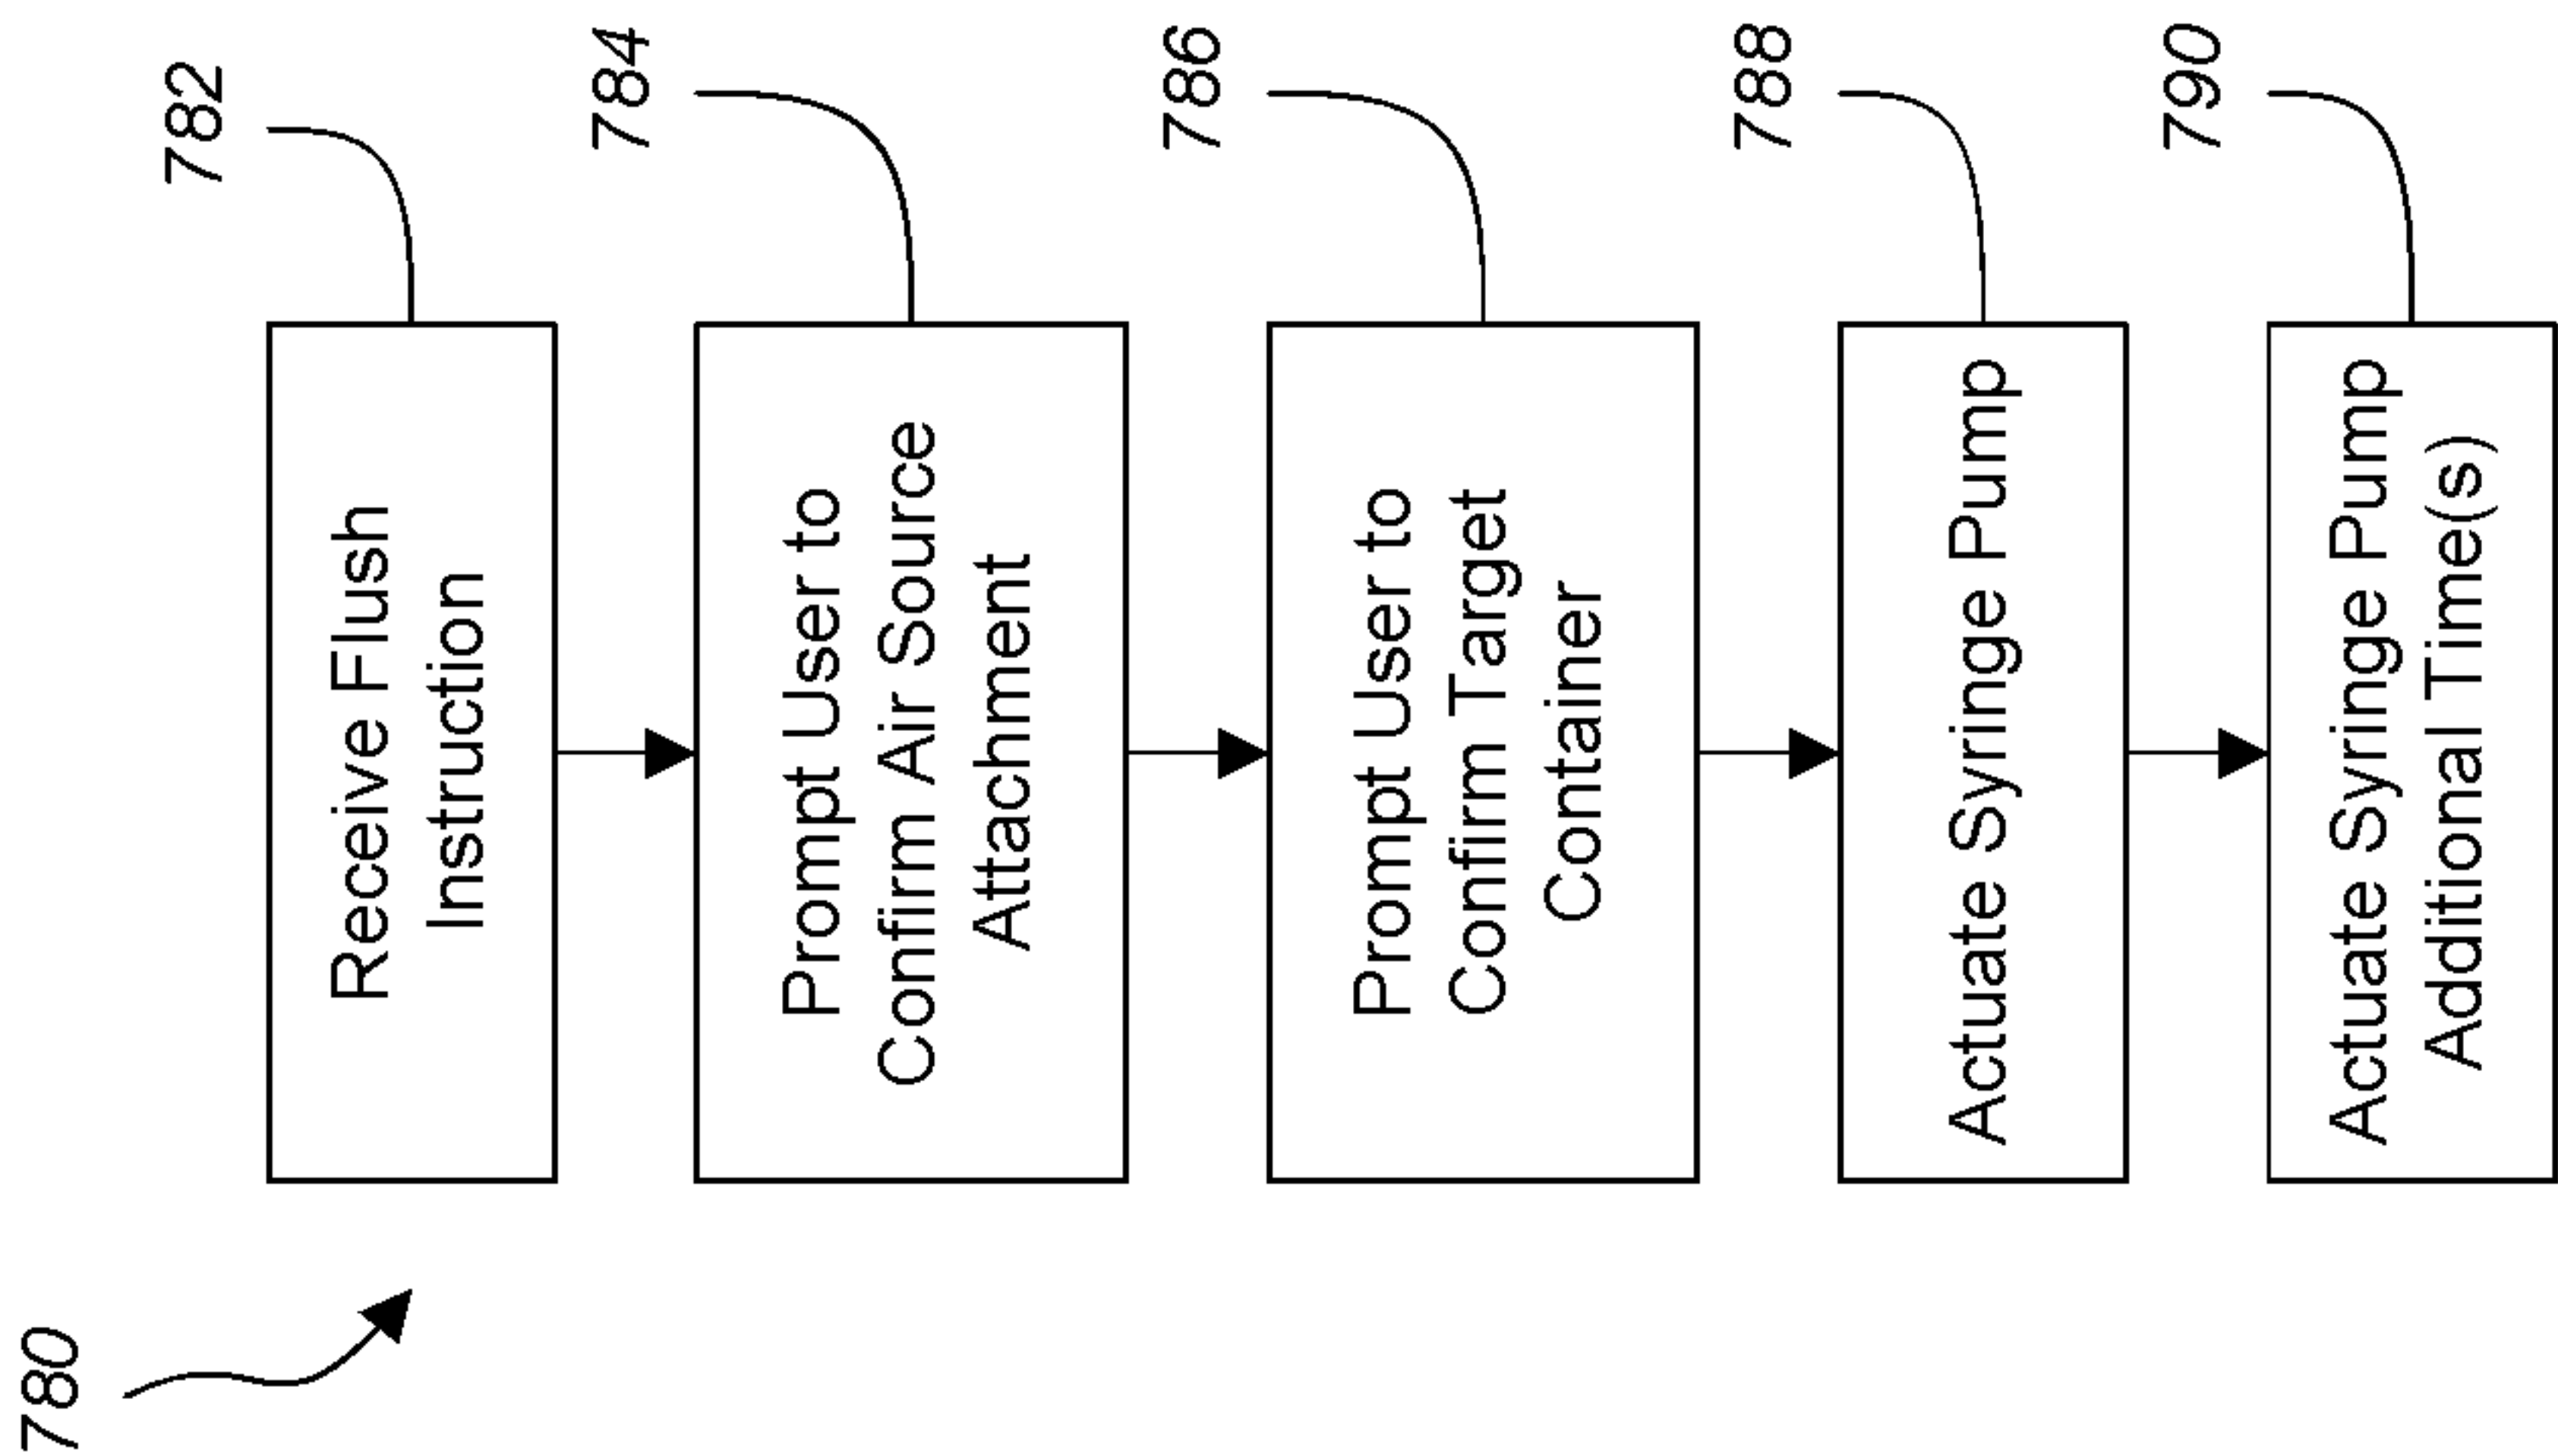 780
782
Receive Flush
Instruction
784
Prompt User to
Confirm Air Source
Attachment
786
Prompt User to
Confirm Target
Container
788
Actuate Syringe Pump
790
Actuate Syringe Pump
Additional Time(s)